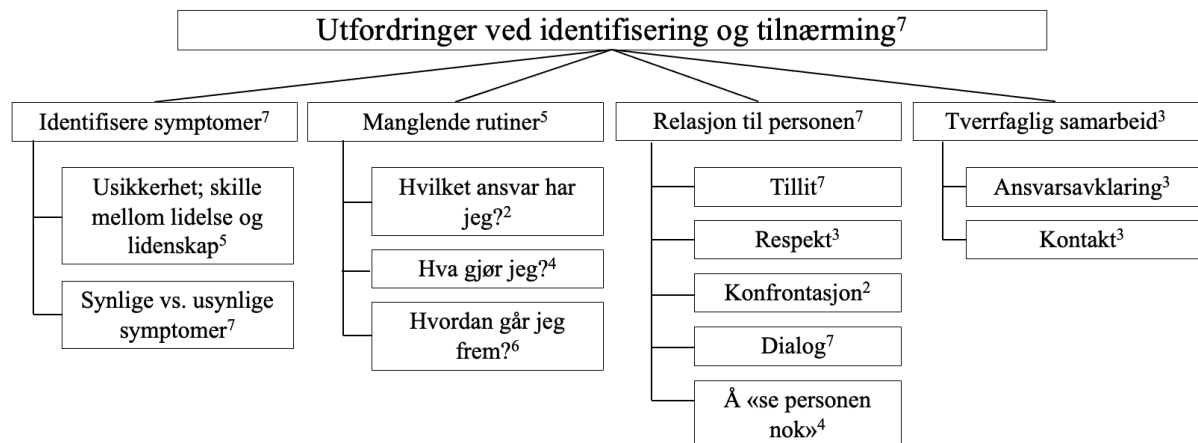 Utfordringer ved identifisering og tilnærming⁷
Identifisere symptomer⁷
Usikkerhet; skille
mellom lidelse og
lidenskap⁵
Synlige vs. usynlige
symptomer⁷
Manglende rutiner⁵
Hvilket ansvar har
jeg?²
Hva gjør jeg?⁴
Hvordan går jeg
frem?⁶
Relasjon til personen⁷
Tillit⁷
Respekt³
Konfrontasjon²
Dialog⁷
Å «se personen
nok»⁴
Tverrfaglig samarbeid³
Ansvarsavklaring³
Kontakt³